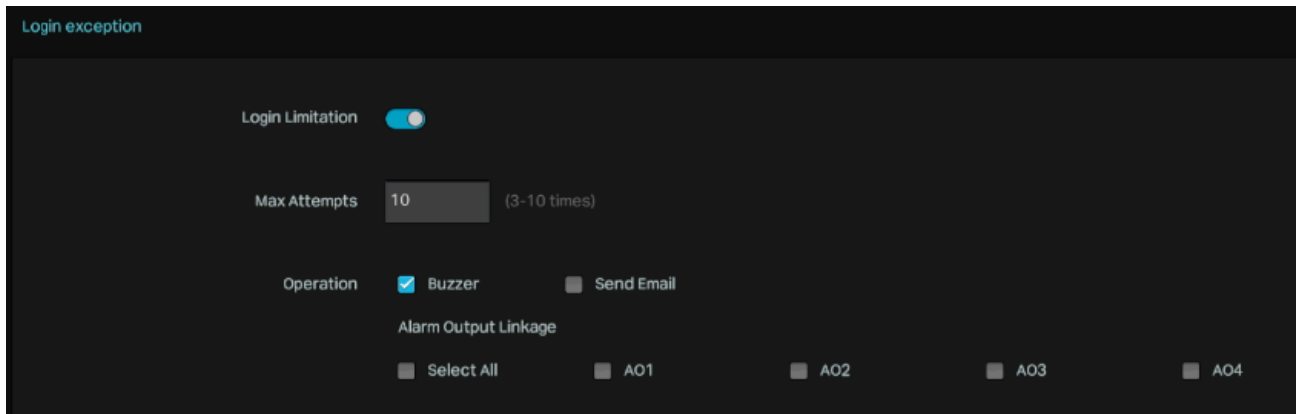 Login exception
Login Limitation
Max Attempts 10 (3-10 times)
Operation Buzzer Send Email
Alarm Output Linkage
Select All AO1 AO2 AO3 AO4